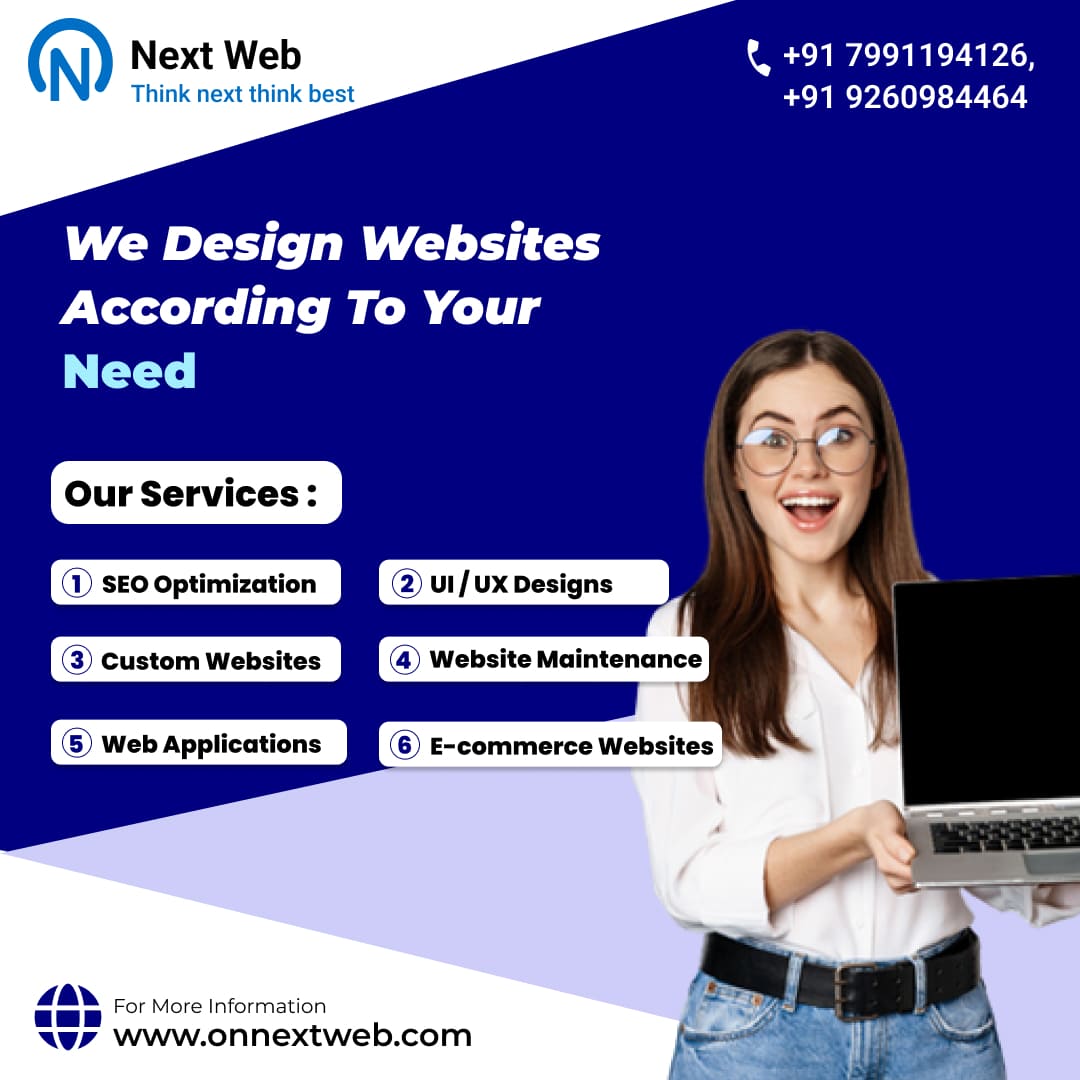 Next Web
Think next think best
+91 7991194126,
+91 9260984464
We Design Websites
According To Your
Need
Our Services :
1 SEO Optimization
2 UI / UX Designs
3 Custom Websites
4 Website Maintenance
5 Web Applications
6 E-commerce Websites
For More Information
www.onnextweb.com